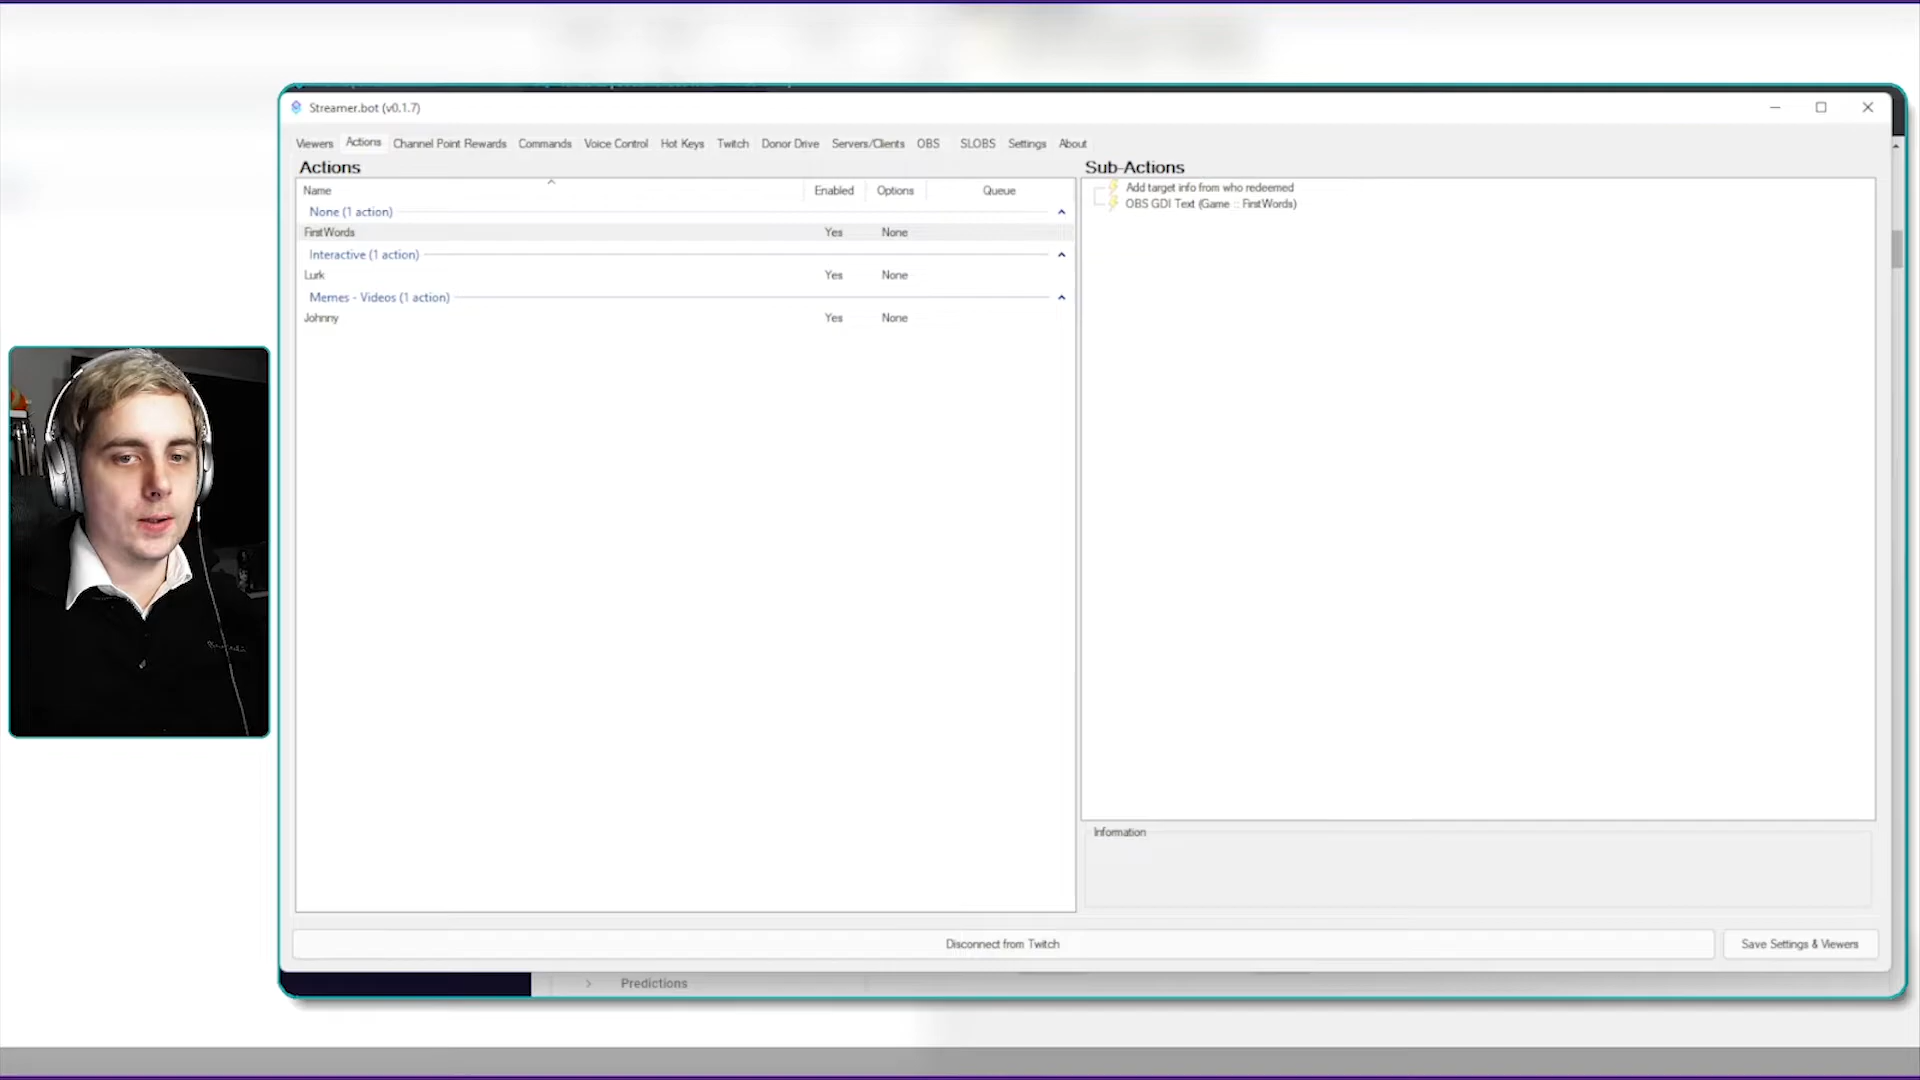 Streamer.bot (v0.1.7)
Viewers Actions Channel Point Rewards Commands Voice Control Hot Keys Twitch Donor Drive Servers/Clients OBS SLOBS Settings About
Actions
Name Enabled Options Queue
None (1 action)
FirstWords Yes None
Interactive (1 action)
Lurk Yes None
Memes - Videos (1 action)
Johnny Yes None
Sub-Actions
Add target info from who redeemed
OBS GDI Text (Game :: FirstWords)
Information
Disconnect from Twitch
Save Settings & Viewers
Predictions